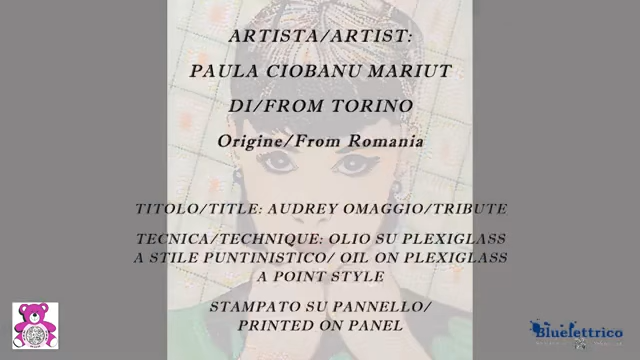 ARTISTA/ARTIST:
PAULA CIOBANU MARIUT
DI/FROM TORINO
Origine/From Romania
TITOLO/TITLE: AUDREY OMAGGIO/TRIBUTE
TECNICA/TECHNIQUE: OLIO SU PLEXIGLASS
A STILE PUNTINISTICO/ OIL ON PLEXIGLASS
A POINT STYLE
STAMPATO SU PANNELLO/
PRINTED ON PANEL
Bluelettrico